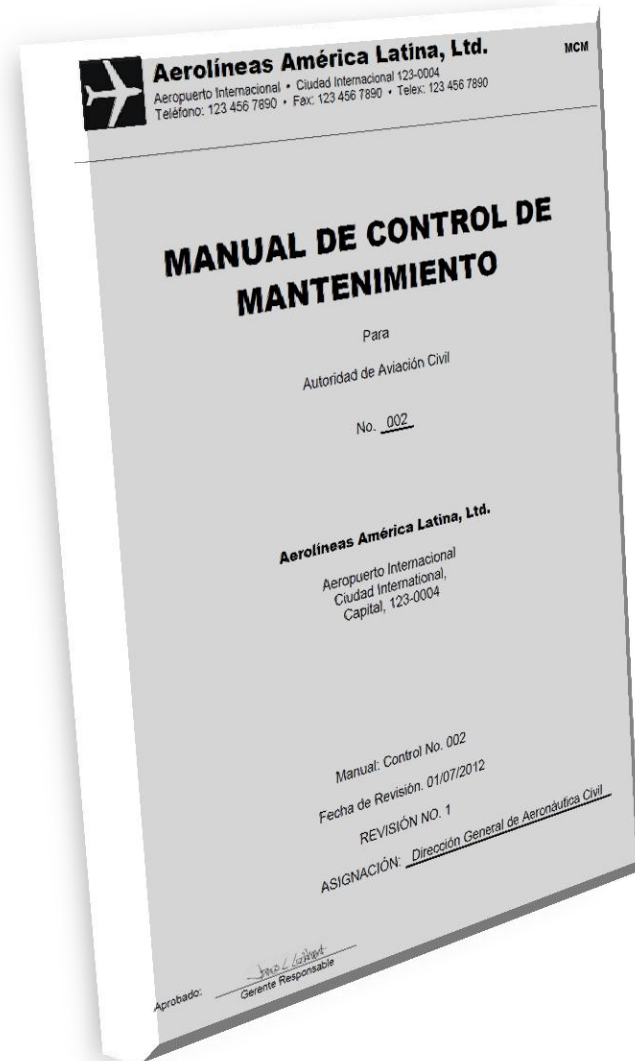 Aerolíneas América Latina, Ltd.
MCM
Aeropuerto Internacional • Ciudad Internacional 123-0004
Teléfono: 123 456 7890 • Fax: 123 456 7890 • Telex: 123 456 7890
MANUAL DE CONTROL DE
MANTENIMIENTO
Para
Autoridad de Aviación Civil
No. 002
Aerolíneas América Latina, Ltd.
Aeropuerto Internacional
Ciudad International,
Capital, 123-0004
Manual: Control No. 002
Fecha de Revisión. 01/07/2012
REVISIÓN NO. 1
ASIGNACIÓN: Dirección General de Aeronáutica Civil
Aprobado:
Gerente Responsable